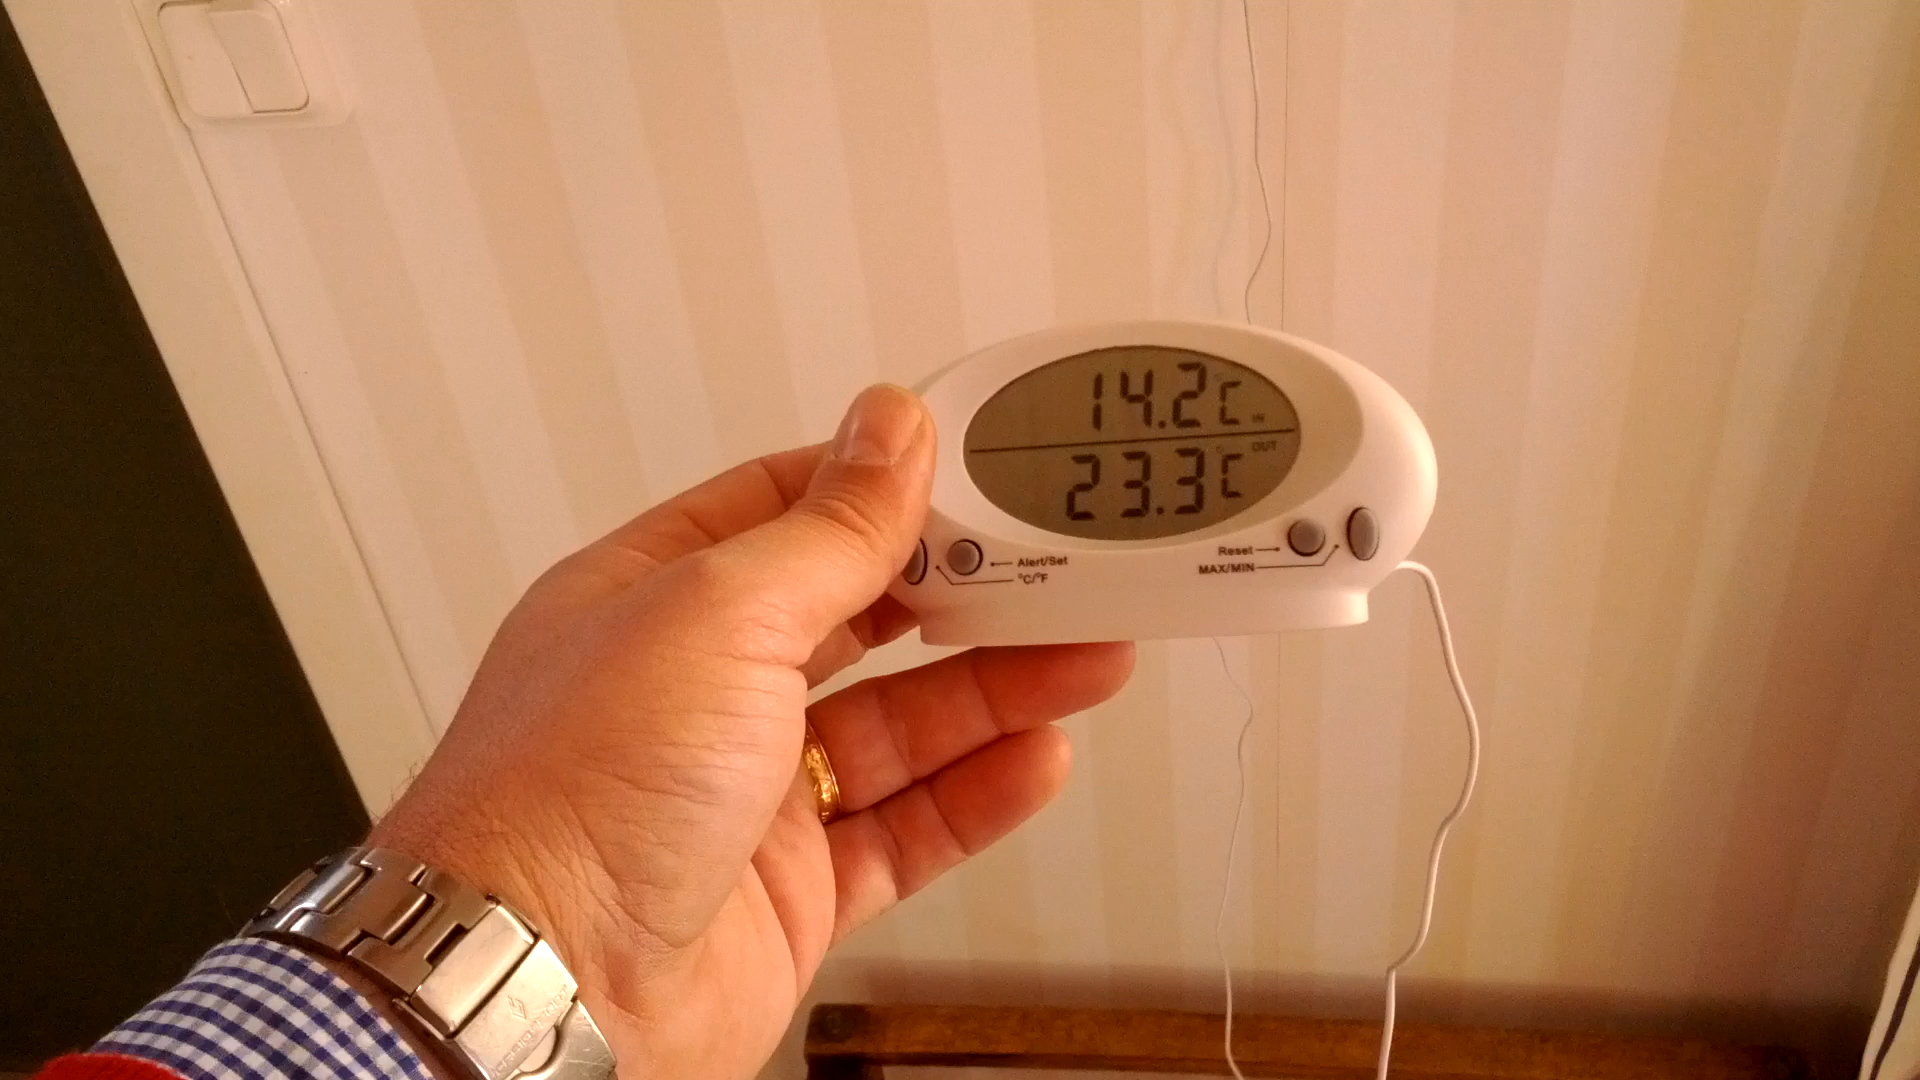 14.2°C IN
OUT
23.3°C
Alert/Set
°C/°F
Reset
MAX/MIN